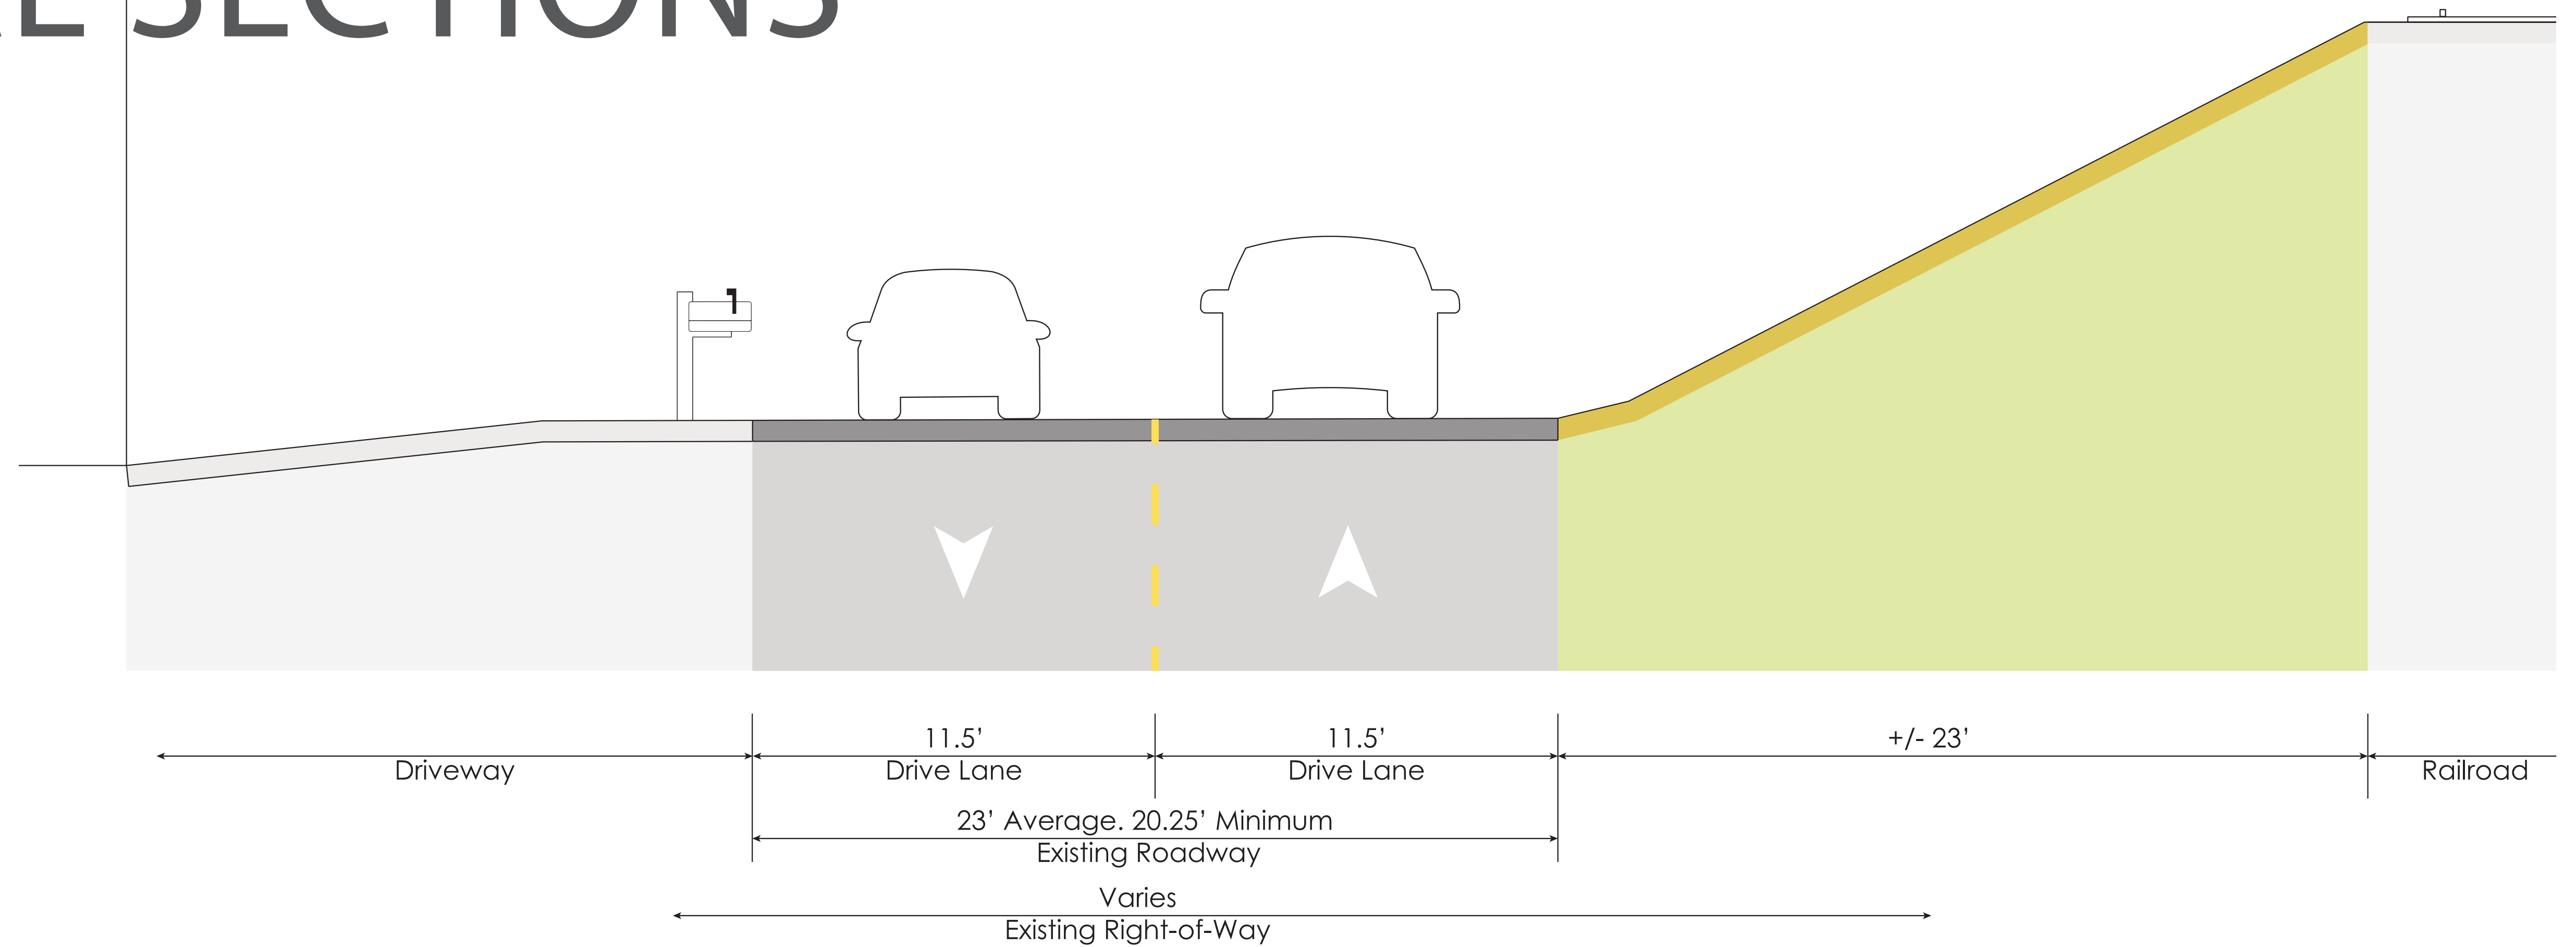 SECTIONS
11.5’
11.5’
+/- 23’
Driveway
Drive Lane
Drive Lane
Railroad
23’ Average. 20.25’ Minimum
Existing Roadway
Varies
Existing Right-of-Way